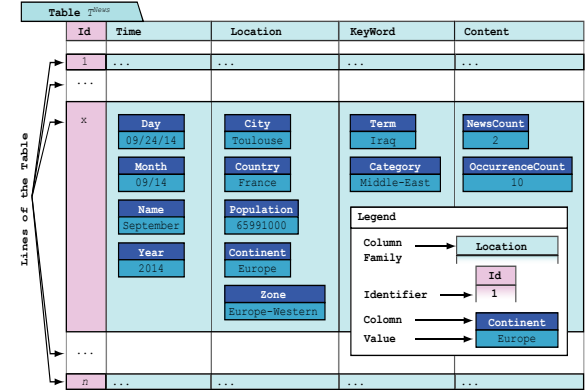 Table T^News
Id Time Location KeyWord Content
1 ... ... ... ...
...
x
Day City Term NewsCount
09/24/14 Toulouse Iraq 2
Month Country Category OccurrenceCount
09/14 France Middle-East 10
Name Population
September 65991000
Year Continent
2014 Europe
Zone
Europe-Western
Legend
Column Family Location
Id
Identifier 1
Colomn Continent
Value Europe
...
n ... ... ... ...
Lines of the Table